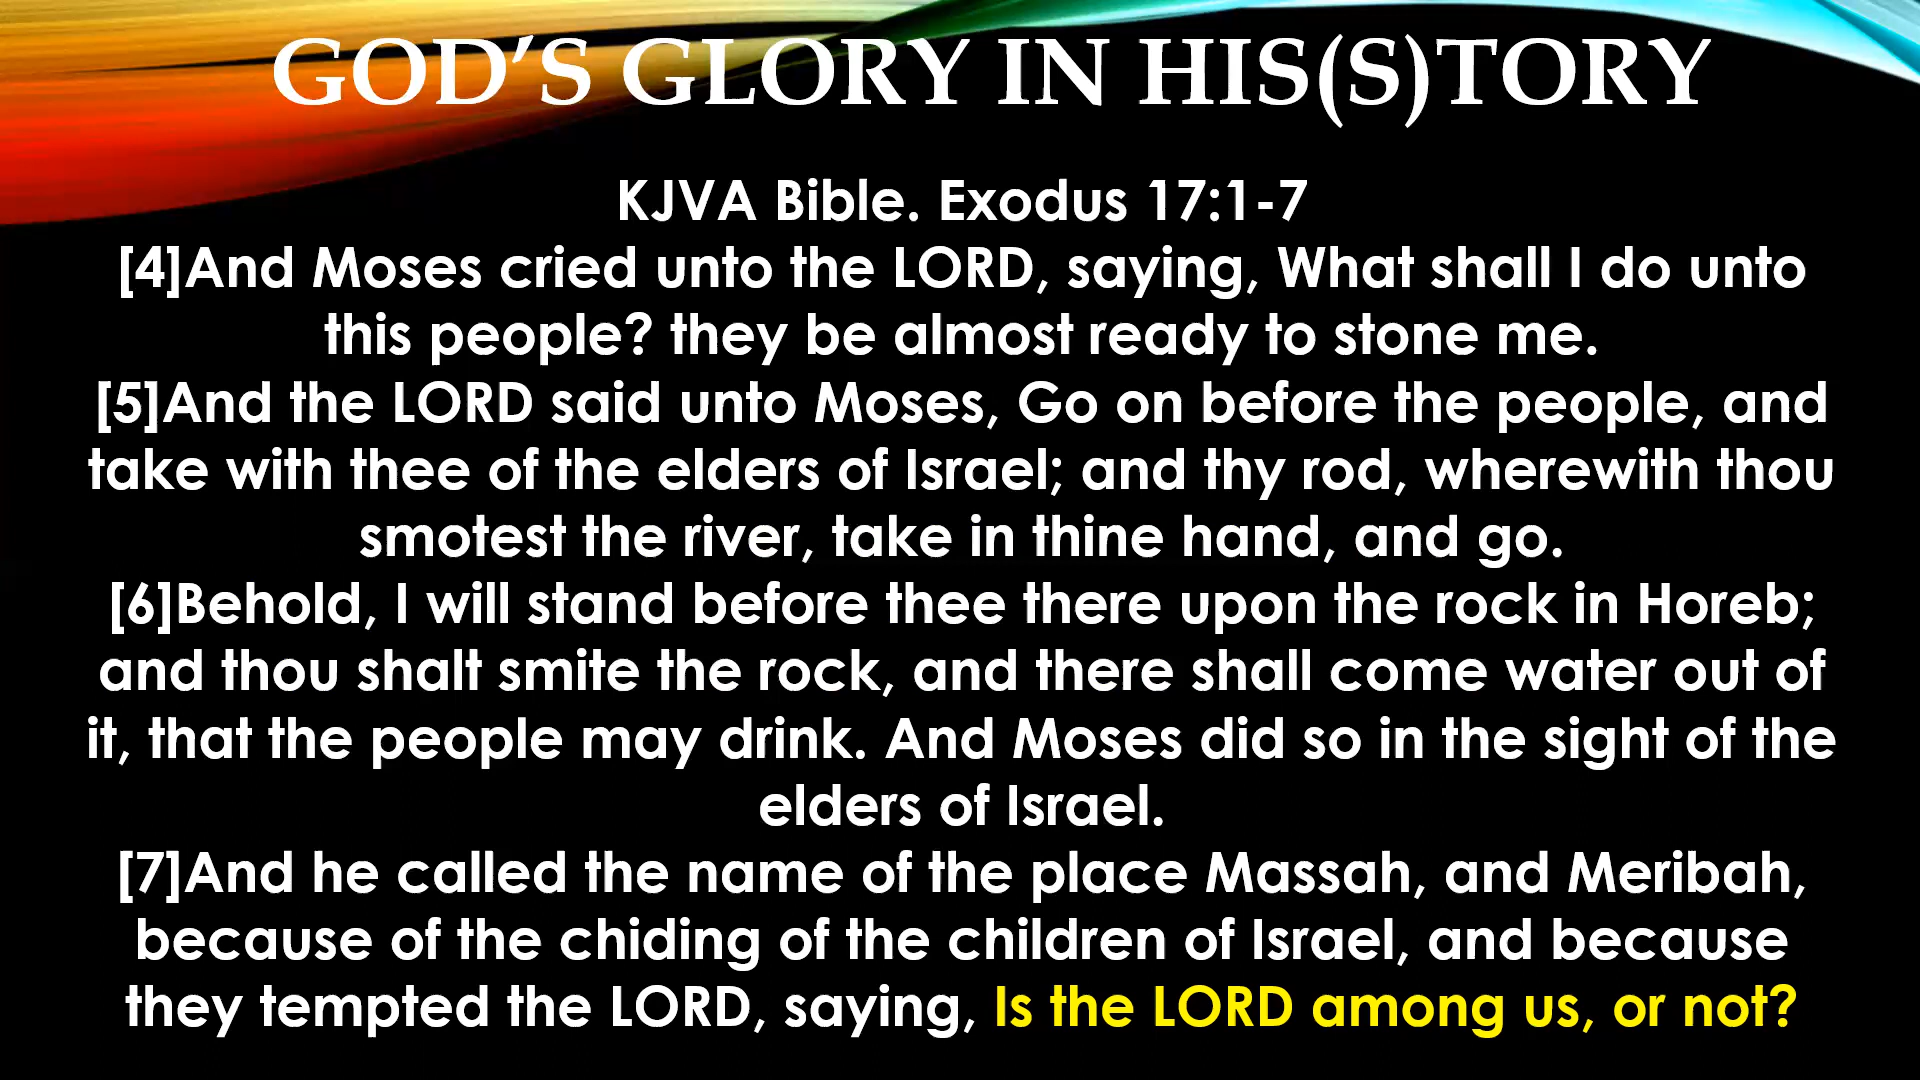 GOD’S GLORY IN HIS(S)TORY
KJVA Bible. Exodus 17:1-7
[4]And Moses cried unto the LORD, saying, What shall I do unto
this people? they be almost ready to stone me.
[5]And the LORD said unto Moses, Go on before the people, and
take with thee of the elders of Israel; and thy rod, wherewith thou
smotest the river, take in thine hand, and go.
[6]Behold, I will stand before thee there upon the rock in Horeb;
and thou shalt smite the rock, and there shall come water out of
it, that the people may drink. And Moses did so in the sight of the
elders of Israel.
[7]And he called the name of the place Massah, and Meribah,
because of the chiding of the children of Israel, and because
they tempted the LORD, saying, Is the LORD among us, or not?